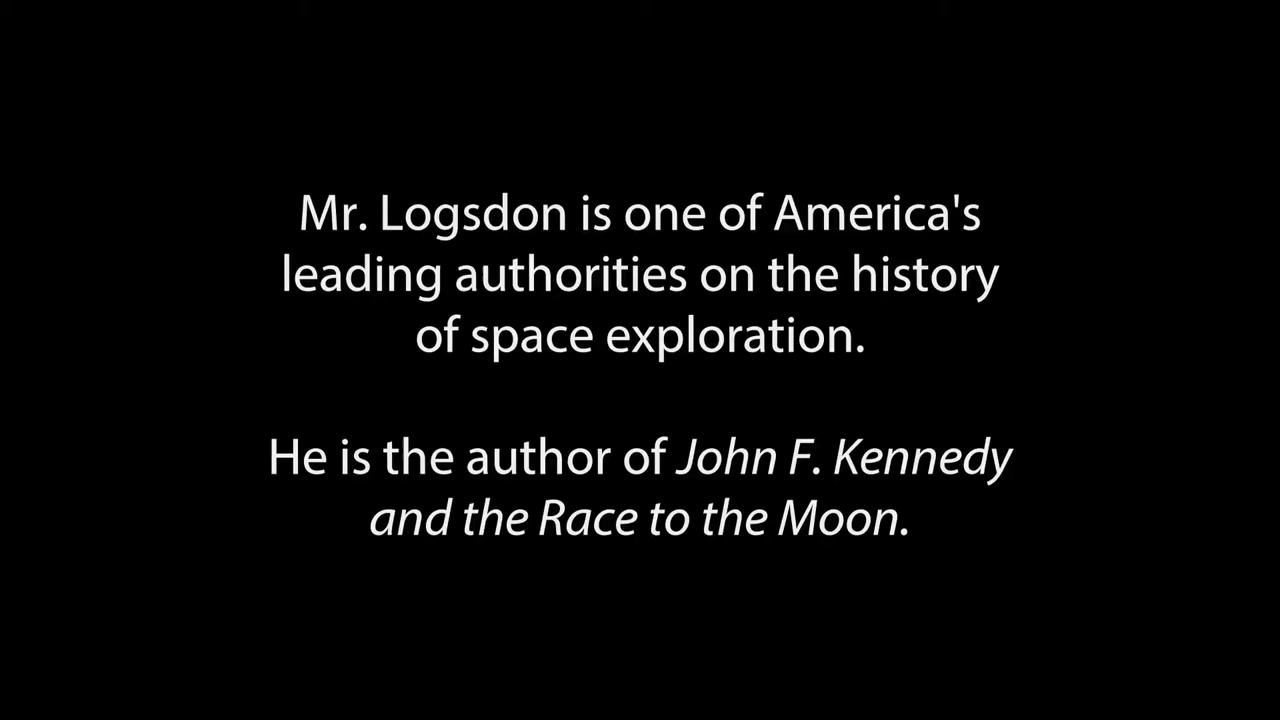 Mr. Logsdon is one of America's
leading authorities on the history
of space exploration.
He is the author of John F. Kennedy
and the Race to the Moon.